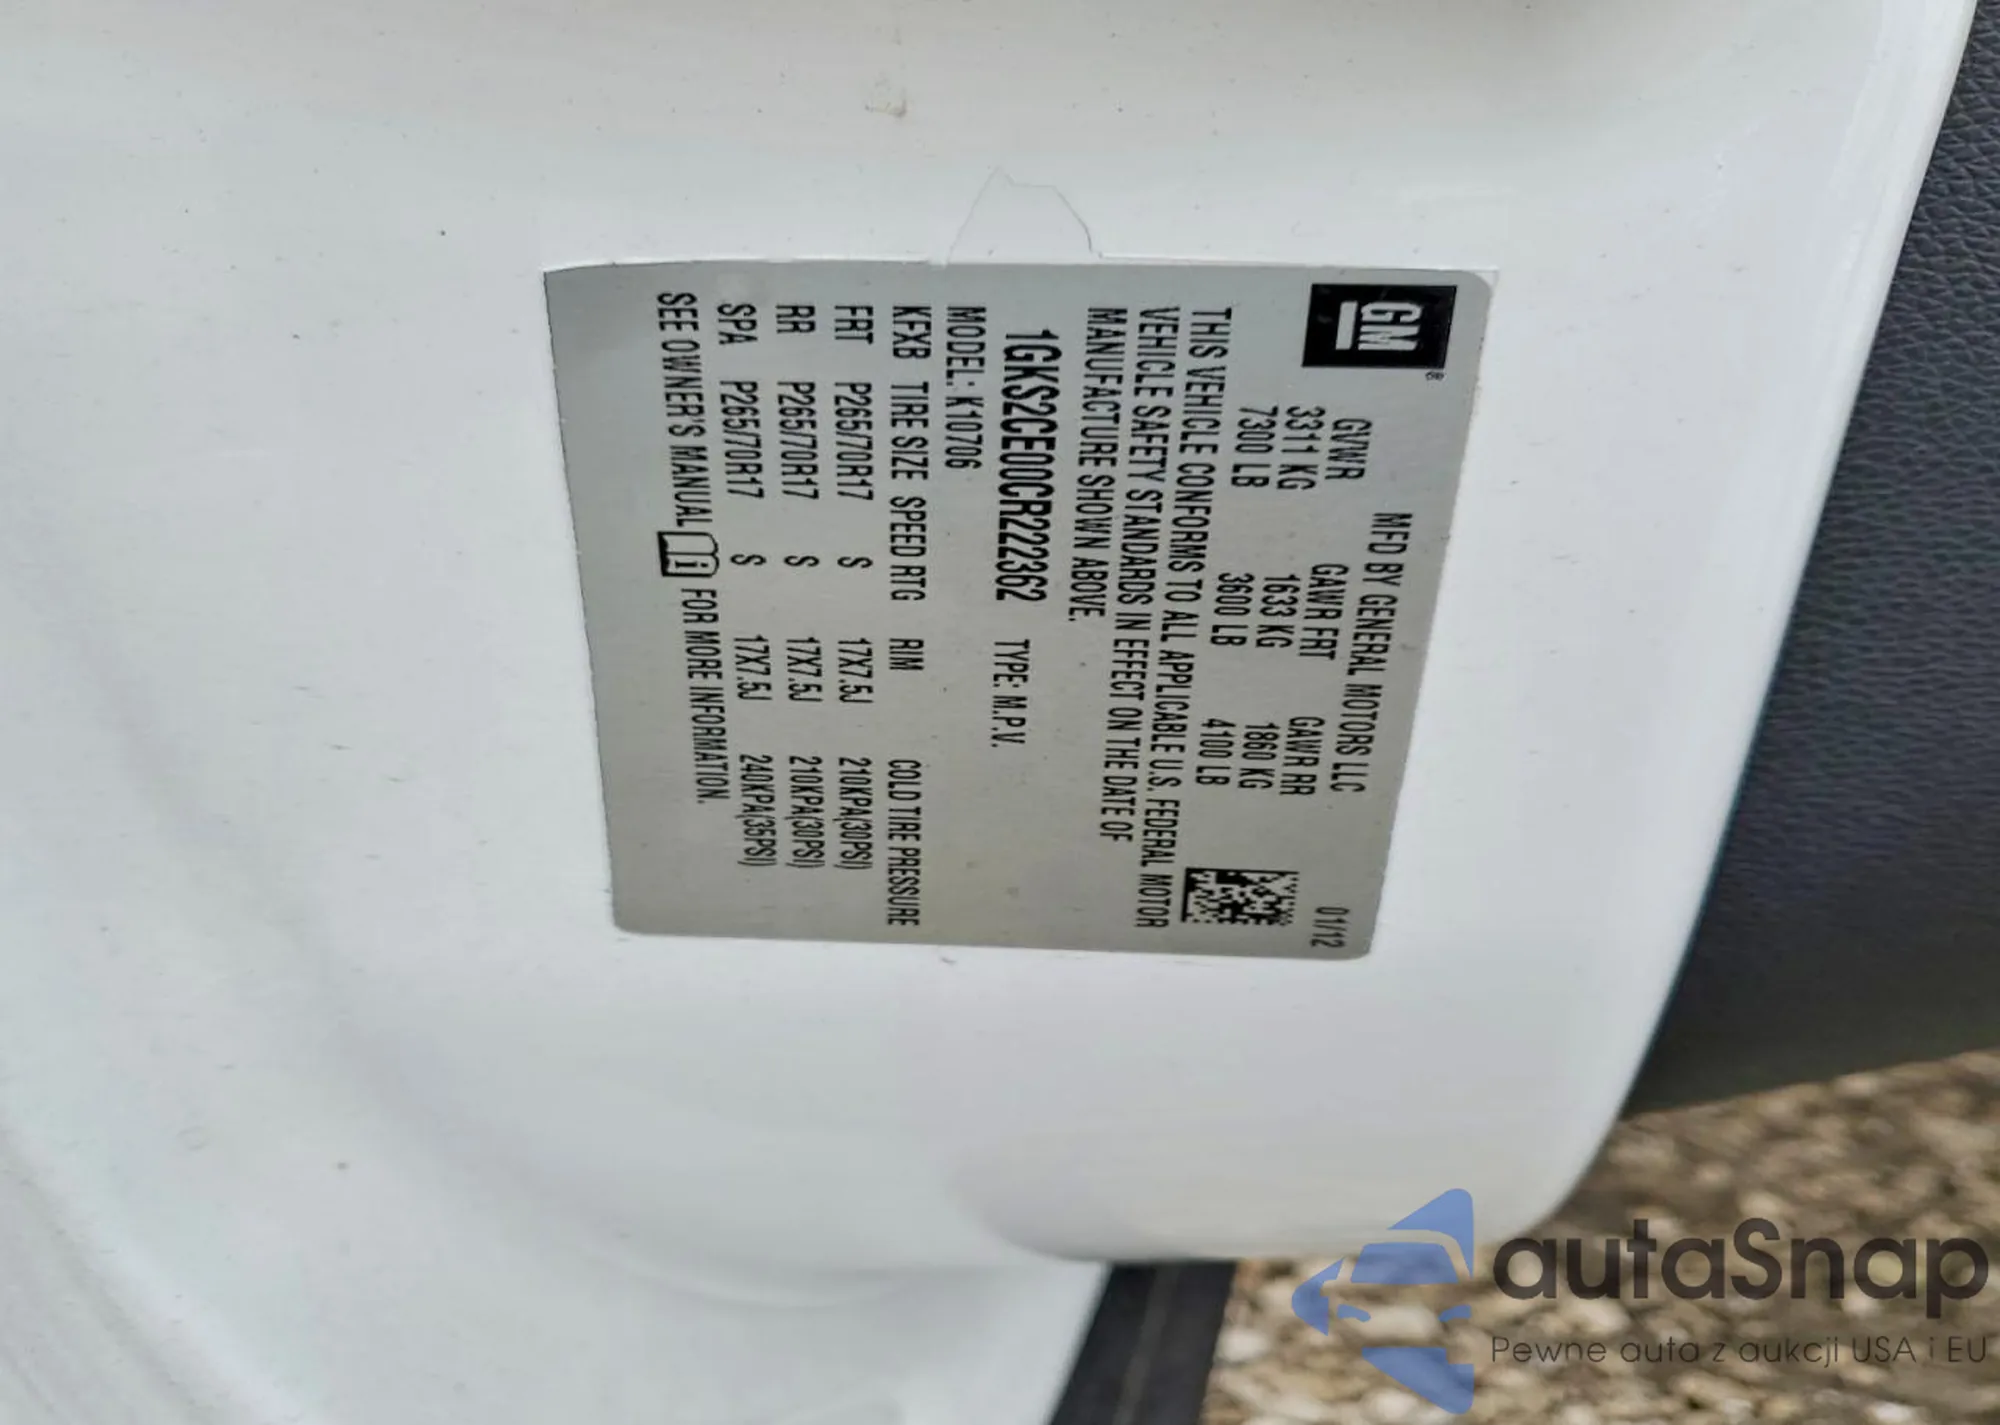 GM®
MFD BY GENERAL MOTORS LLC 01/12
GVWR GAWR FRT GAWR RR
3311 KG 1633 KG 1860 KG
7300 LB 3600 LB 4100 LB
THIS VEHICLE CONFORMS TO ALL APPLICABLE U.S. FEDERAL MOTOR
VEHICLE SAFETY STANDARDS IN EFFECT ON THE DATE OF
MANUFACTURE SHOWN ABOVE.
1GKS2CE00CR222362 TYPE: M.P.V.
MODEL: K10706
KFXB TIRE SIZE SPEED RTG RIM COLD TIRE PRESSURE
FRT P265/70R17 S 17X7.5J 210KPA(30PSI)
RR P265/70R17 S 17X7.5J 210KPA(30PSI)
SPA P265/70R17 S 17X7.5J 240KPA(35PSI)
SEE OWNER'S MANUAL FOR MORE INFORMATION.
autaSnap
Pewne auta z aukcji USA i EU